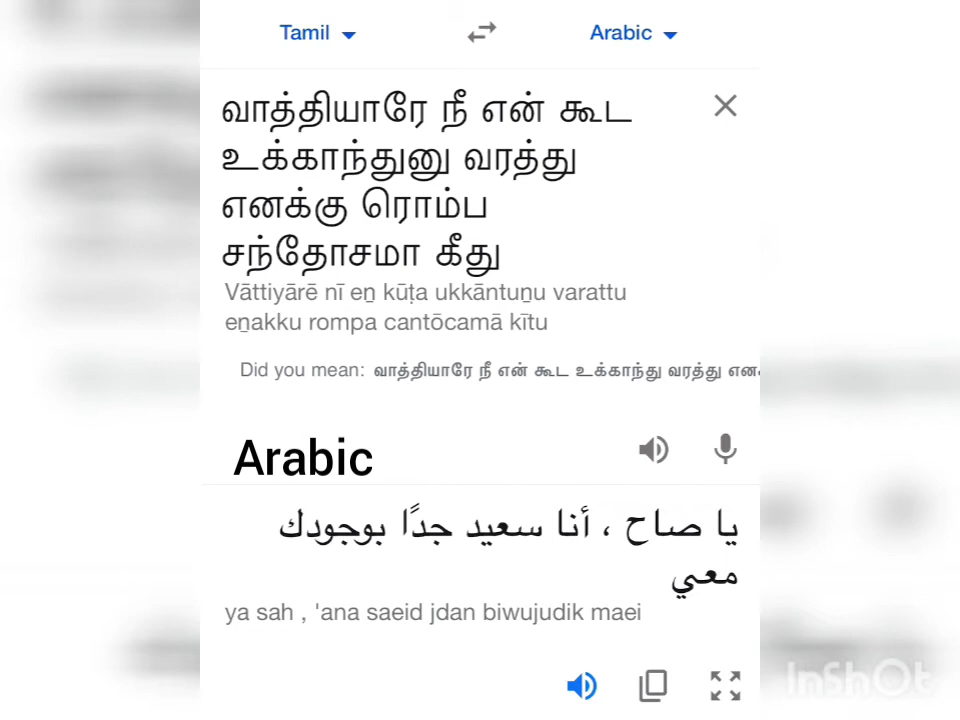 Tamil Arabic
வாத்தியாரே நீ என் கூட
உக்காந்துனு வரத்து
எனக்கு ரொம்ப
சந்தோசமா கீது
Vāttiyārē nī eṉ kūṭa ukkāntuṉu varattu
eṉakku rompa cantōcamā kītu
Did you mean: வாத்தியாரே நீ என் கூட உக்காந்து வரத்து
Arabic
يا صاح ، أنا سعيد جدًا بوجودك
معي
ya sah , 'ana saeid jdan biwujudik maei
InShOt